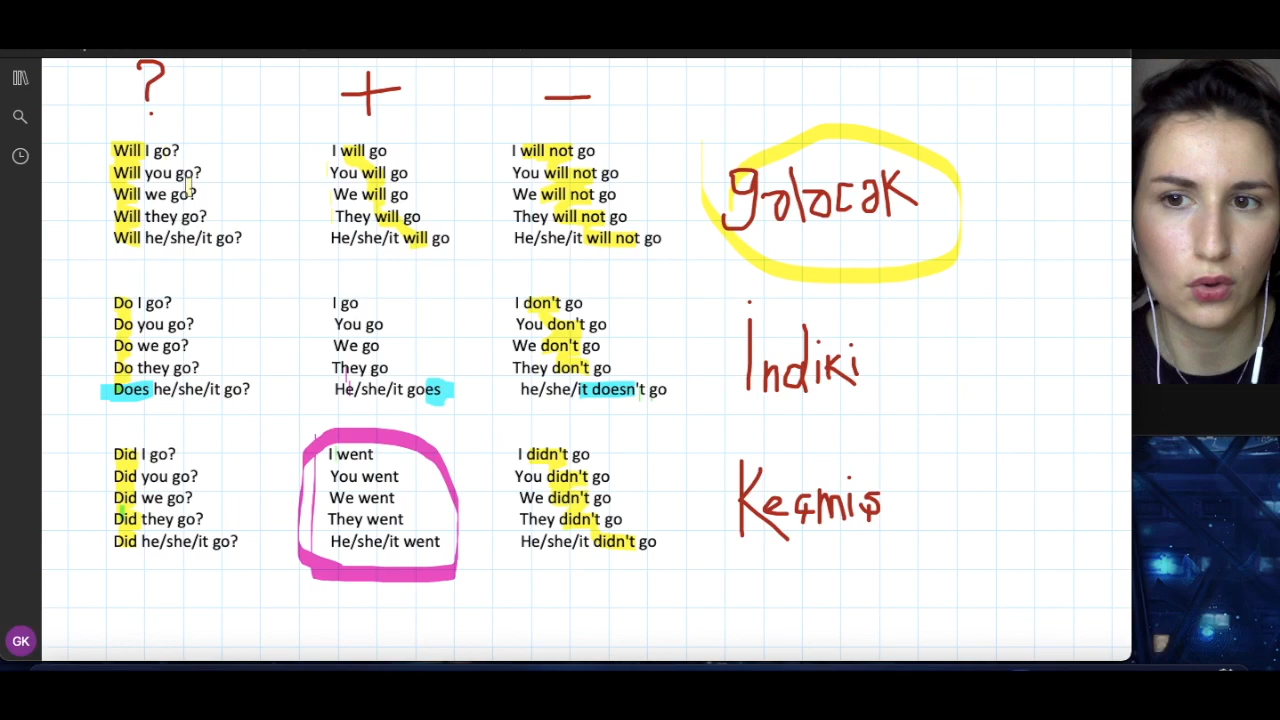 ? + −
Will I go? I will go I will not go
Will you go? You will go You will not go
Will we go? We will go We will not go
Will they go? They will go They will not go
Will he/she/it go? He/she/it will go He/she/it will not go
gələcək
Do I go? I go I don't go
Do you go? You go You don't go
Do we go? We go We don't go
Do they go? They go They don't go
Does he/she/it go? He/she/it goes he/she/it doesn't go
İndiki
Did I go? I went I didn't go
Did you go? You went You didn't go
Did we go? We went We didn't go
Did they go? They went They didn't go
Did he/she/it go? He/she/it went He/she/it didn't go
Keçmiş
GK